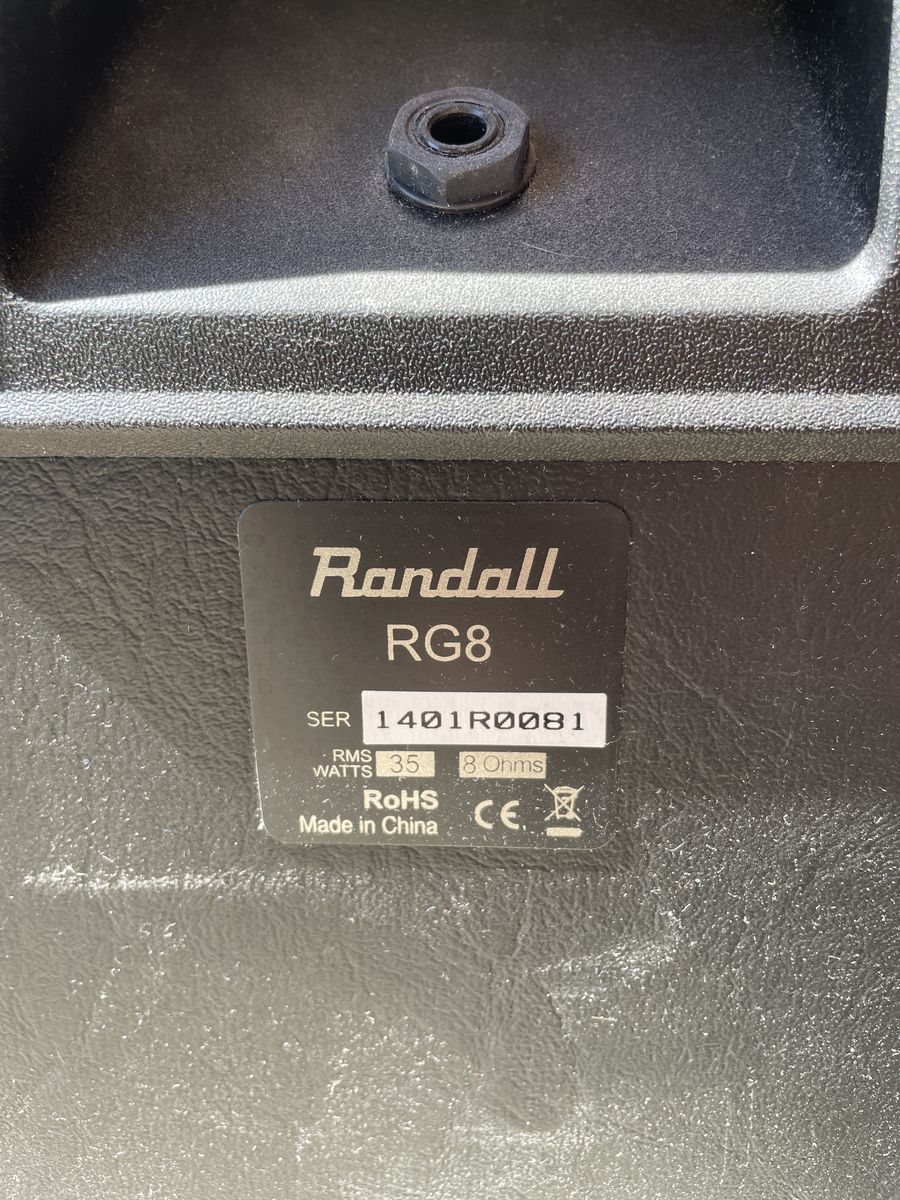 Randall
RG8
SER 1401R0081
RMS WATTS 35 8 Ohms
RoHS
Made in China CE